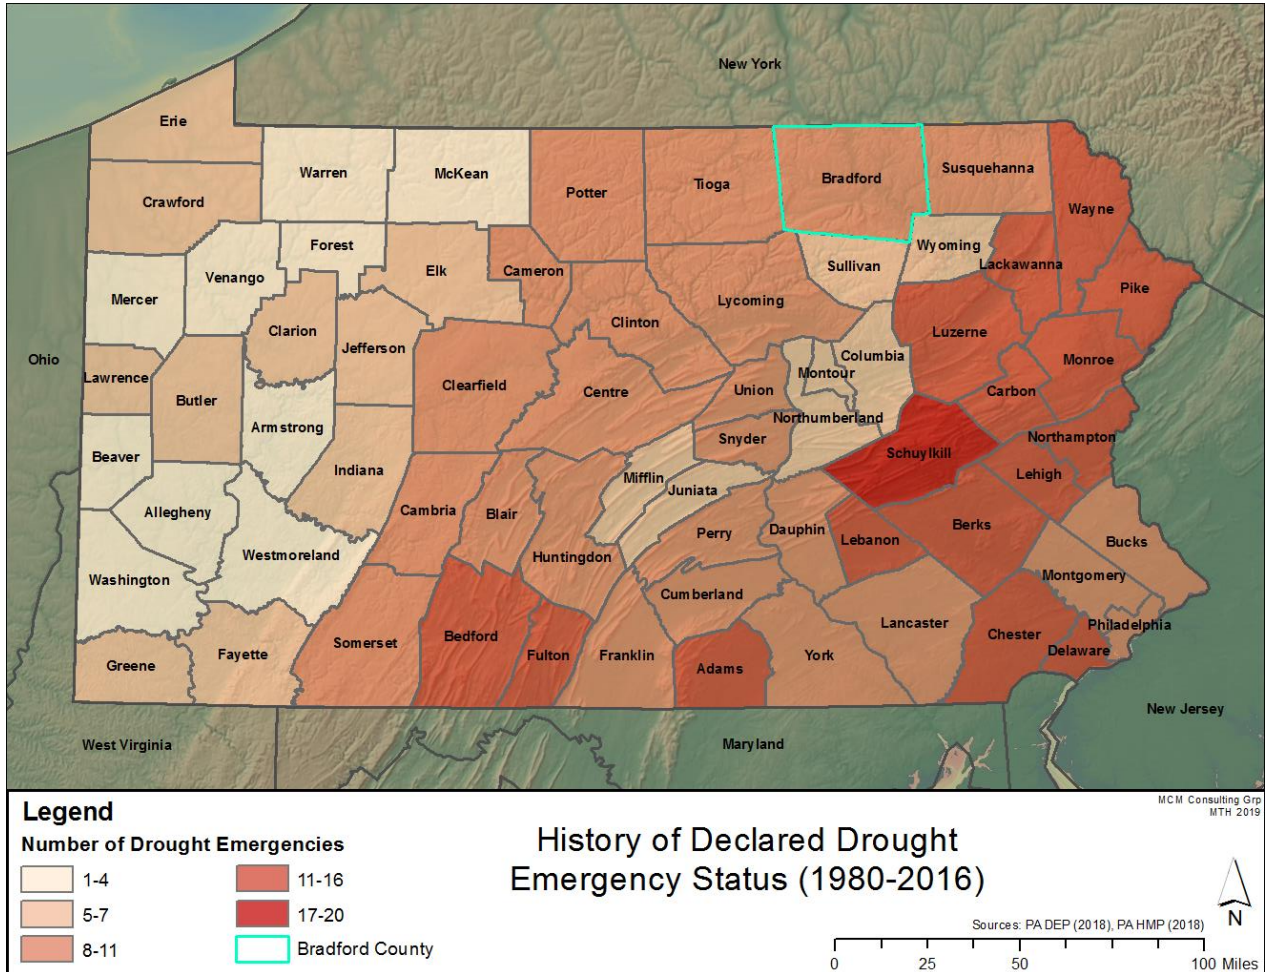 New York
Erie
Warren
McKean
Potter
Tioga
Bradford
Susquehanna
Crawford
Wayne
Forest
Wyoming
Venango
Elk
Cameron
Sullivan
Lackawanna
Mercer
Pike
Lycoming
Clarion
Clinton
Luzerne
Ohio
Jefferson
Columbia
Monroe
Lawrence
Montour
Butler
Clearfield
Centre
Union
Carbon
Armstrong
Northumberland
Snyder
Northampton
Beaver
Schuylkill
Indiana
Mifflin
Lehigh
Juniata
Allegheny
Cambria
Blair
Perry
Dauphin
Berks
Lebanon
Bucks
Westmoreland
Huntingdon
Washington
Montgomery
Cumberland
Lancaster
Philadelphia
Somerset
Bedford
Chester
Fayette
Fulton
Franklin
York
Delaware
Greene
Adams
New Jersey
West Virginia
Maryland
MCM Consulting Grp
MTH 2019
Legend
Number of Drought Emergencies
1-4
5-7
8-11
11-16
17-20
Bradford County
History of Declared Drought
Emergency Status (1980-2016)
N
Sources: PA DEP (2018), PA HMP (2018)
0 25 50 100 Miles